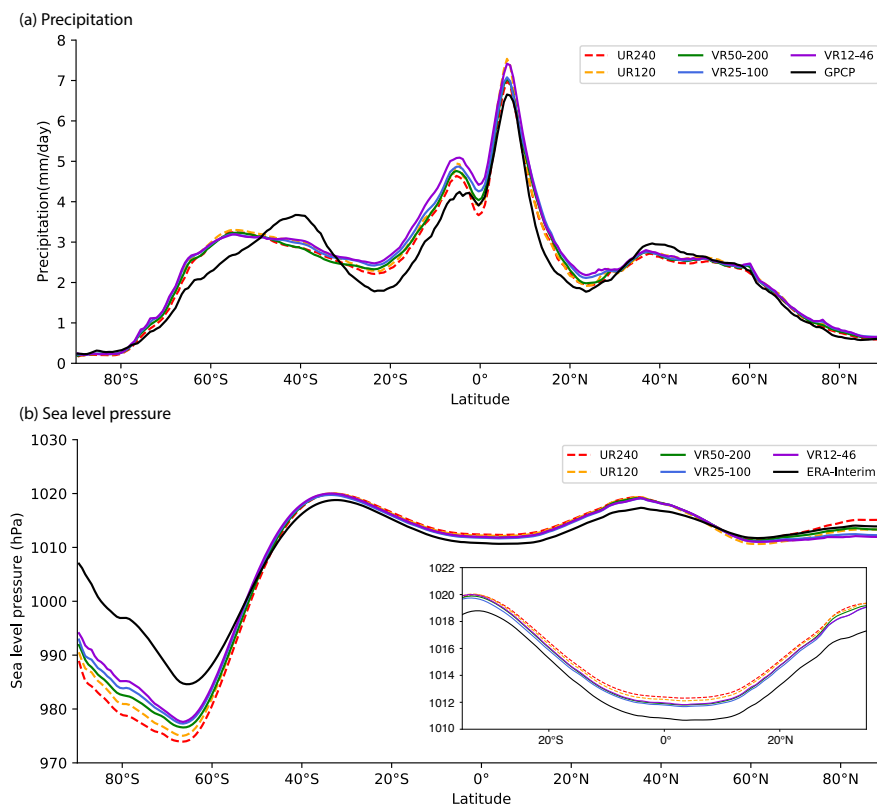 (a) Precipitation
8
7
6
5
4
3
2
1
0
Precipitation(mm/day)
UR240 VR50–200 VR12–46
UR120 VR25–100 GPCP
80°S 60°S 40°S 20°S 0° 20°N 40°N 60°N 80°N
Latitude
(b) Sea level pressure
1030
1020
1010
1000
990
980
970
Sea level pressure (hPa)
UR240 VR50–200 VR12–46
UR120 VR25–100 ERA–Interim
1022
1020
1018
1016
1014
1012
1010
20°S 0° 20°N
80°S 60°S 40°S 20°S 0° 20°N 40°N 60°N 80°N
Latitude